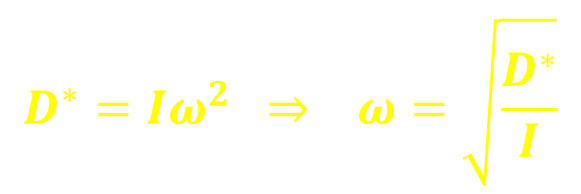 D* = Iω² ⇒ ω = √(D*/I)